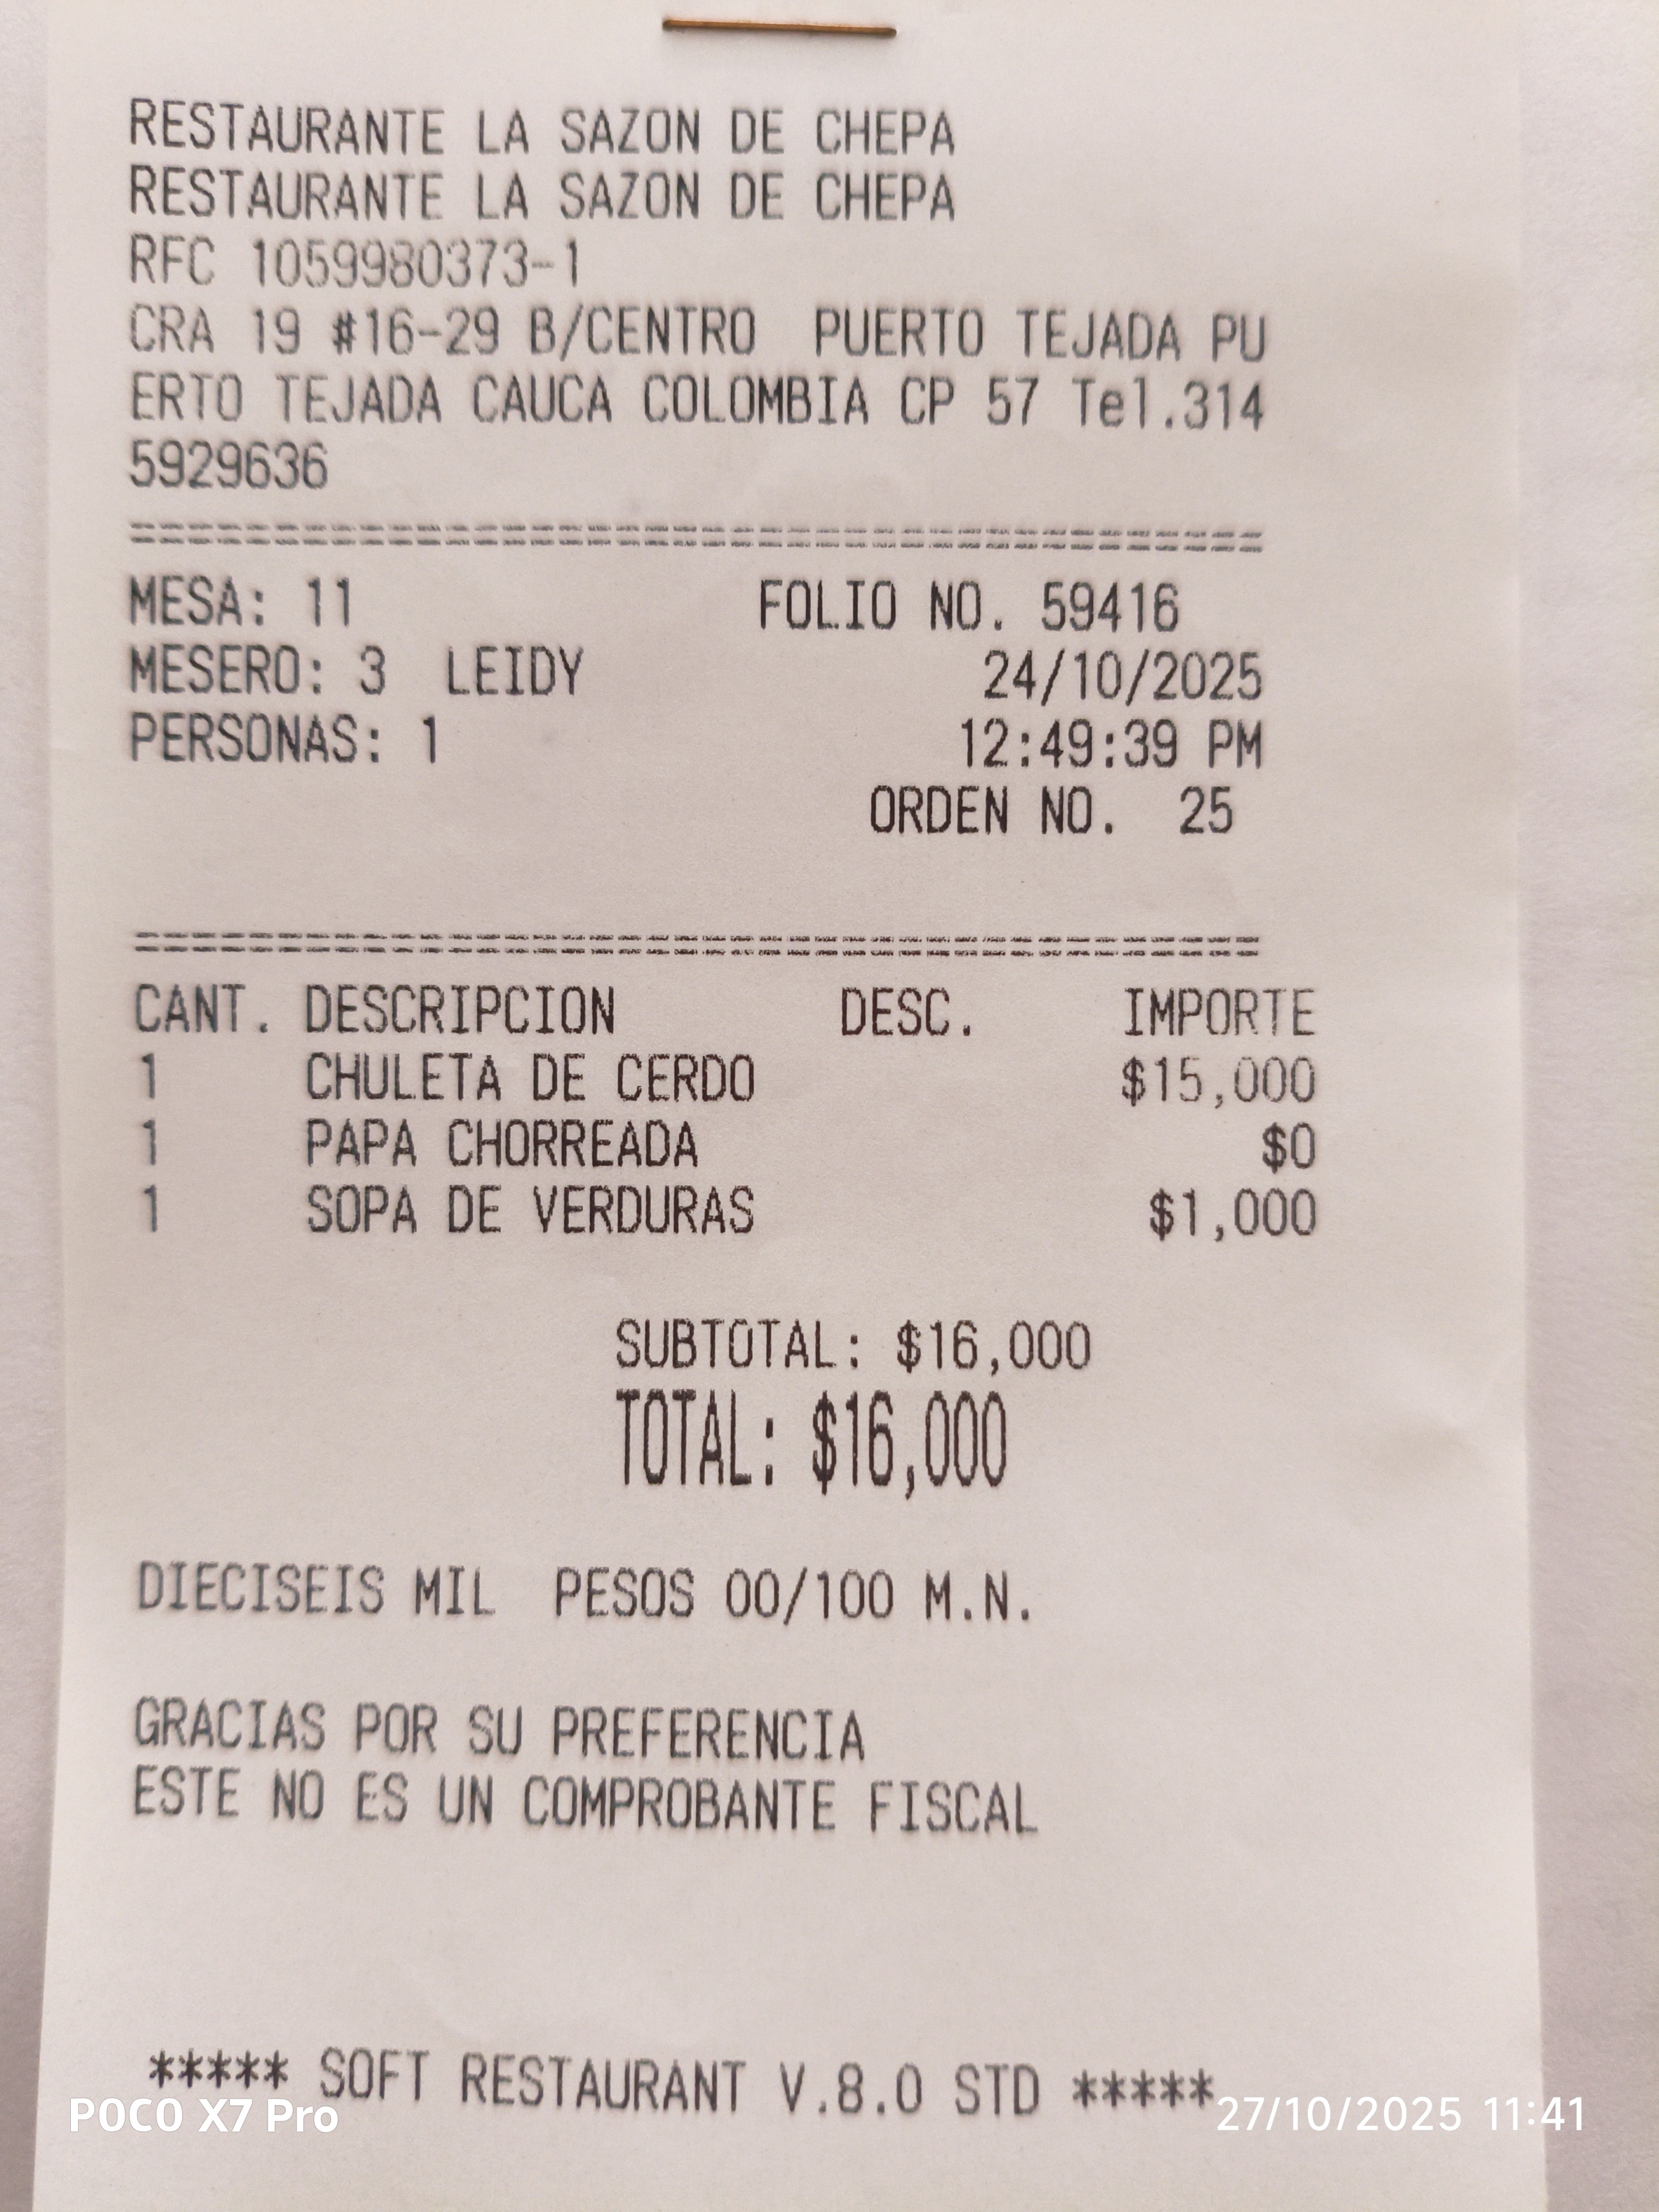 RESTAURANTE LA SAZON DE CHEPA
RESTAURANTE LA SAZON DE CHEPA
RFC 1059980373-1
CRA 19 #16-29 B/CENTRO  PUERTO TEJADA PU
ERTO TEJADA CAUCA COLOMBIA CP 57 Tel.314
5929636
========================================
MESA: 11 FOLIO NO. 59416
MESERO: 3  LEIDY 24/10/2025
PERSONAS: 1 12:49:39 PM
ORDEN NO.  25
========================================
CANT. DESCRIPCION DESC. IMPORTE
1 CHULETA DE CERDO $15,000
1 PAPA CHORREADA $0
1 SOPA DE VERDURAS $1,000
SUBTOTAL: $16,000
TOTAL: $16,000
DIECISEIS MIL  PESOS 00/100 M.N.
GRACIAS POR SU PREFERENCIA
ESTE NO ES UN COMPROBANTE FISCAL
***** SOFT RESTAURANT V.8.0 STD *****
POCO X7 Pro 27/10/2025 11:41